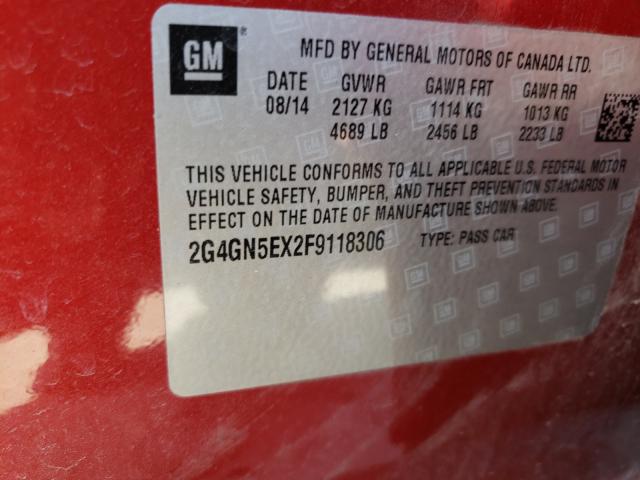 GM
MFD BY GENERAL MOTORS OF CANADA LTD.
DATE GVWR GAWR FRT GAWR RR
08/14 2127 KG 1114 KG 1013 KG
4689 LB 2456 LB 2233 LB
THIS VEHICLE CONFORMS TO ALL APPLICABLE U.S. FEDERAL MOTOR
VEHICLE SAFETY, BUMPER, AND THEFT PREVENTION STANDARDS IN
EFFECT ON THE DATE OF MANUFACTURE SHOWN ABOVE.
2G4GN5EX2F9118306 TYPE: PASS CAR